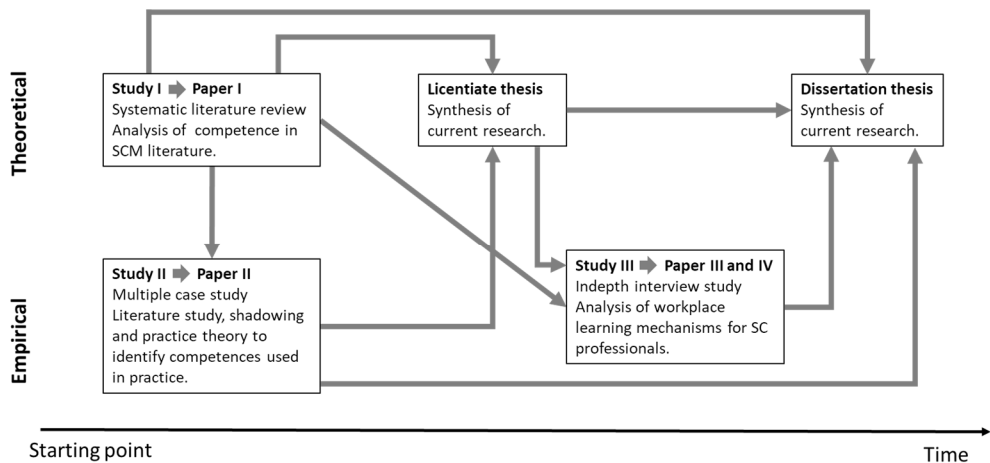 Theoretical
Study I Paper I
Systematic literature review
Analysis of competence in
SCM literature.
Licentiate thesis
Synthesis of
current research.
Dissertation thesis
Synthesis of
current research.
Empirical
Study II Paper II
Multiple case study
Literature study, shadowing
and practice theory to
identify competences used
in practice.
Study III Paper III and IV
Indepth interview study
Analysis of workplace
learning mechanisms for SC
professionals.
Starting point
Time